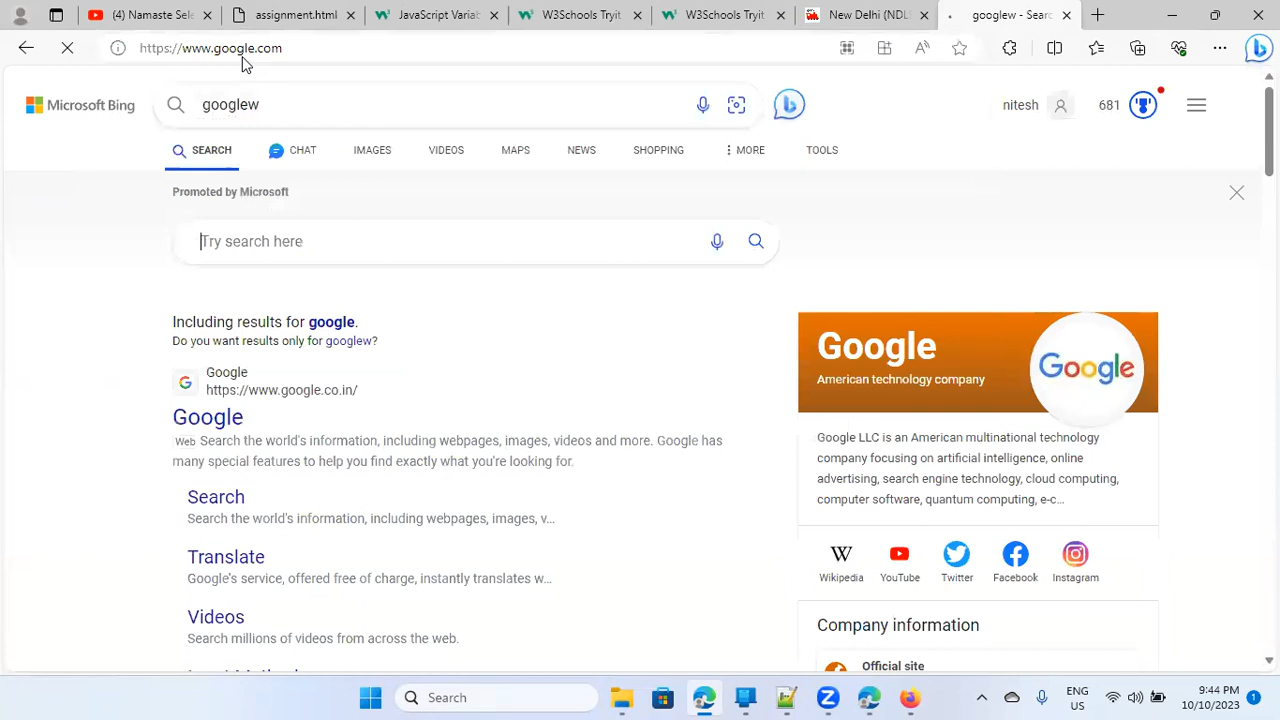 (4) Namaste Sele
assignment.html
JavaScript Variab
W3Schools Tryit
W3Schools Tryit
New Delhi (NDL
googlew - Searc
https://www.google.com
Microsoft Bing
googlew
nitesh
681
SEARCH
CHAT
IMAGES
VIDEOS
MAPS
NEWS
SHOPPING
MORE
TOOLS
Promoted by Microsoft
Try search here
Including results for google.
Do you want results only for googlew?
Google
https://www.google.co.in/
Google
Web Search the world's information, including webpages, images, videos and more. Google has
many special features to help you find exactly what you're looking for.
Search
Search the world's information, including webpages, images, v...
Translate
Google's service, offered free of charge, instantly translates w...
Videos
Search millions of videos from across the web.
Google
American technology company
Google
Google LLC is an American multinational technology
company focusing on artificial intelligence, online
advertising, search engine technology, cloud computing,
computer software, quantum computing, e-c...
Wikipedia
YouTube
Twitter
Facebook
Instagram
Company information
Official site
Search
ENG
US
9:44 PM
10/10/2023
1